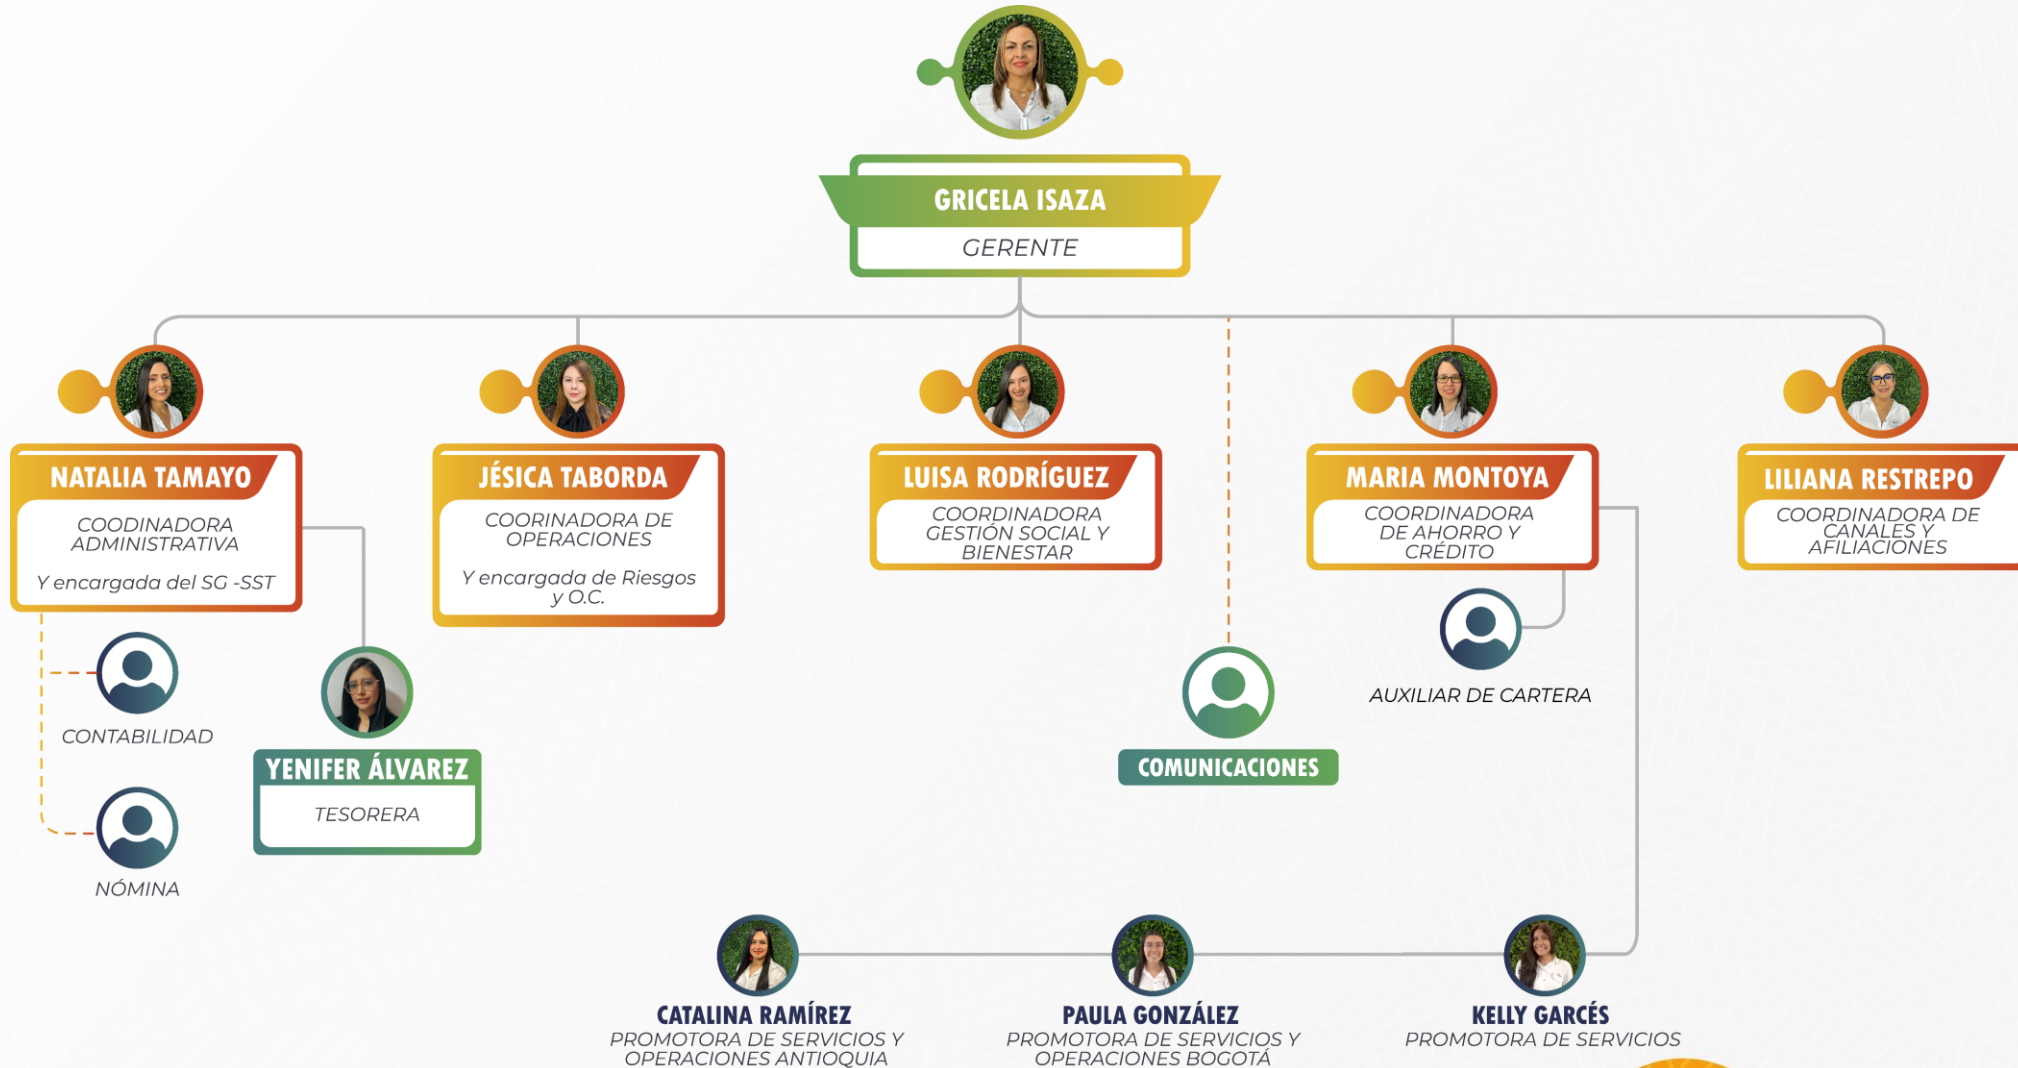 GRICELA ISAZA
GERENTE
NATALIA TAMAYO
COODINADORA
ADMINISTRATIVA
Y encargada del SG -SST
JÉSICA TABORDA
COORINADORA DE
OPERACIONES
Y encargada de Riesgos
y O.C.
LUISA RODRÍGUEZ
COORDINADORA
GESTIÓN SOCIAL Y
BIENESTAR
MARIA MONTOYA
COORDINADORA
DE AHORRO Y
CRÉDITO
LILIANA RESTREPO
COORDINADORA DE
CANALES Y
AFILIACIONES
CONTABILIDAD
NÓMINA
YENIFER ÁLVAREZ
TESORERA
COMUNICACIONES
AUXILIAR DE CARTERA
CATALINA RAMÍREZ
PROMOTORA DE SERVICIOS Y
OPERACIONES ANTIOQUIA
PAULA GONZÁLEZ
PROMOTORA DE SERVICIOS Y
OPERACIONES BOGOTÁ
KELLY GARCÉS
PROMOTORA DE SERVICIOS